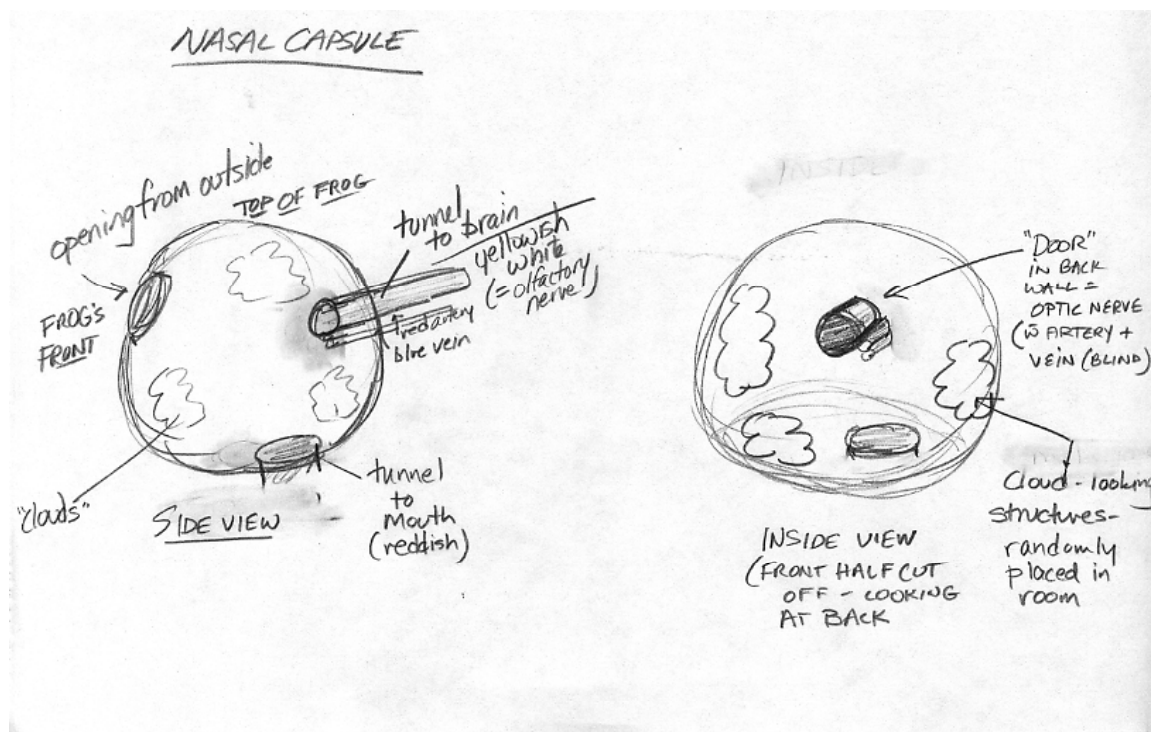 NASAL CAPSULE
opening from outside
TOP OF FROG
FROG'S
FRONT
tunnel
to brain
yellowish
white
(= olfactory
nerve)
red artery
blue vein
"clouds"
SIDE VIEW
tunnel
to
mouth
(reddish)
INSIDE
"DOOR"
IN BACK
WALL =
OPTIC NERVE
(w̄ ARTERY +
VEIN (BLIND)
Cloud-looking
structures-
randomly
placed in
room
INSIDE VIEW
(FRONT HALF CUT
OFF - LOOKING
AT BACK